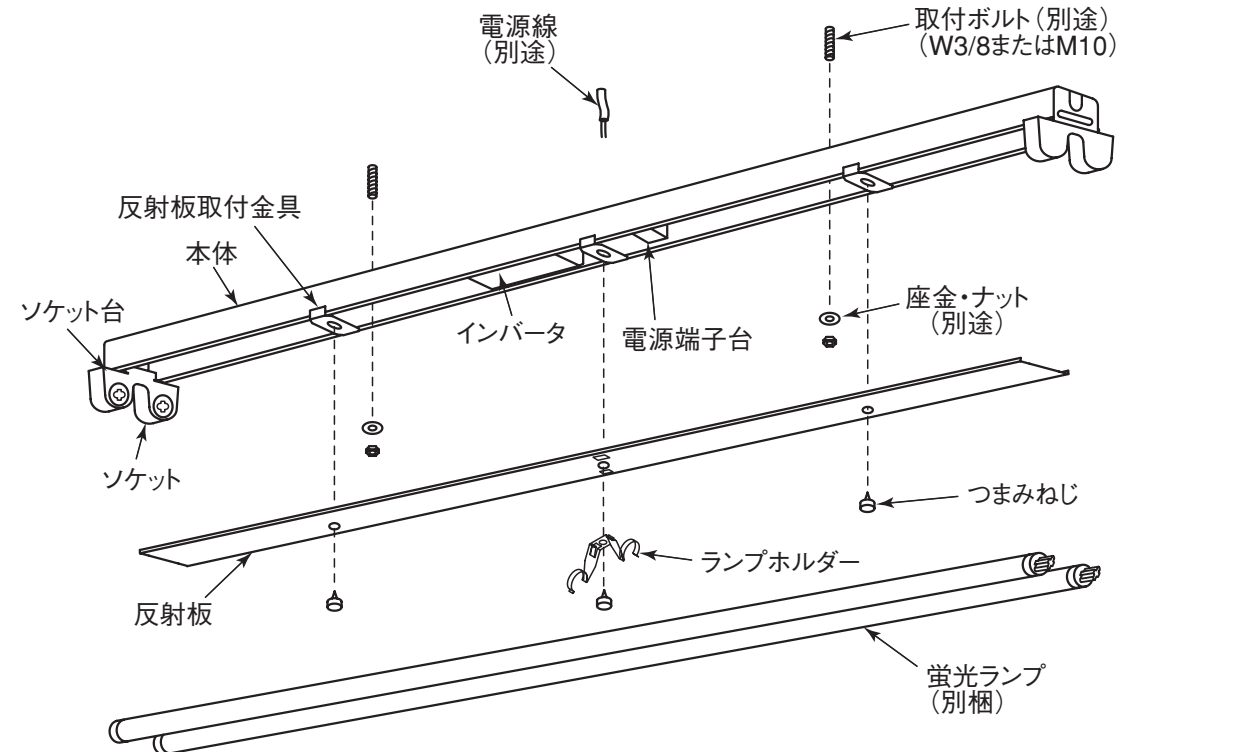 電源線
（別途）
取付ボルト（別途）
（W3/8またはM10）
反射板取付金具
本体
ソケット台
インバータ
電源端子台
座金・ナット
（別途）
ソケット
つまみねじ
ランプホルダー
反射板
蛍光ランプ
（別梱）